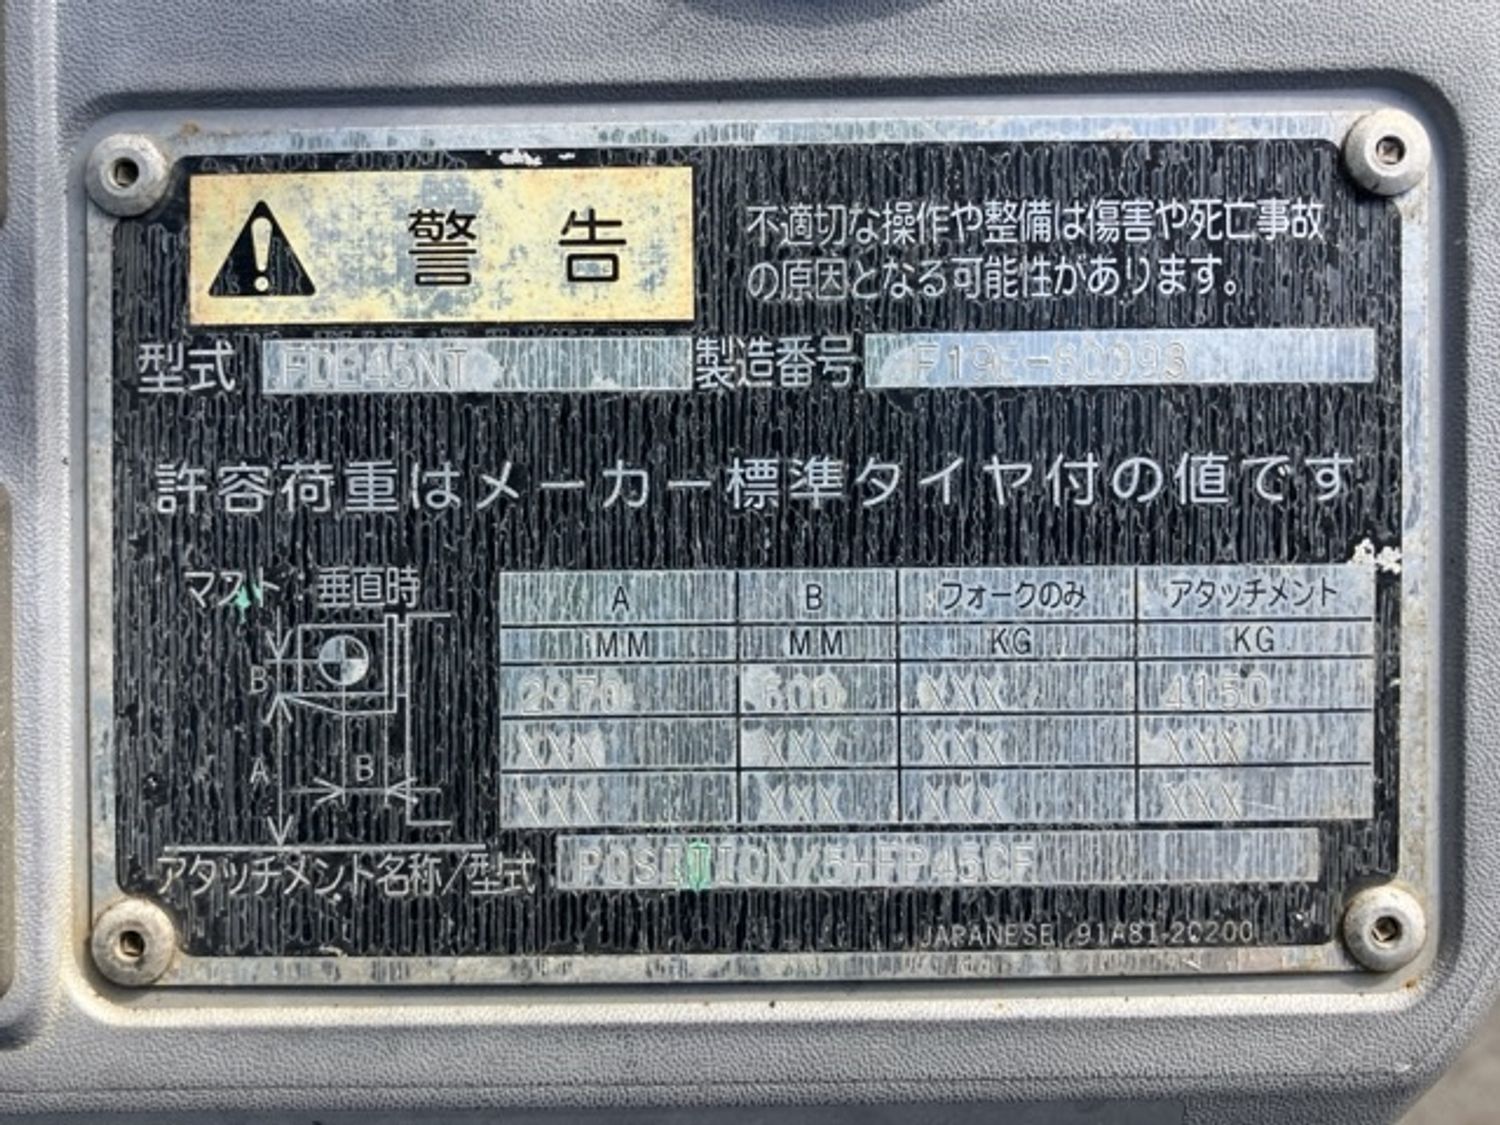 警告
不適切な操作や整備は傷害や死亡事故
の原因となる可能性があります。
型式 FDE45NT 製造番号
許容荷重はメーカー標準タイヤ付の値です
マスト：垂直時
A B フォークのみ アタッチメント
MM MM KG KG
2970 600 XXX 4150
XXX XXX XXX XXX
XXX XXX XXX XXX
B
A B
アタッチメント名称/型式 POSITION/5HFP45CF
JAPANESE 91A81-20200